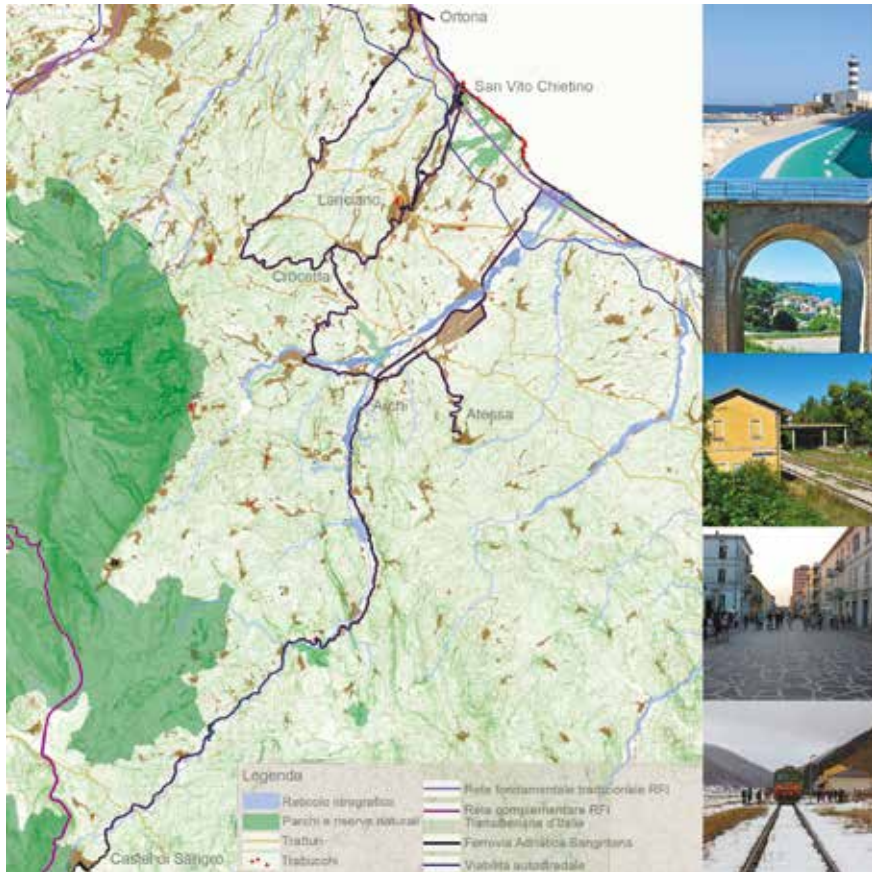 Ortona
San Vito Chietino
Lanciano
Crocetta
Archi
Atessa
Castel di Sangro
Legenda
Reticolo idrografico
Parchi e riserve naturali
Tratturi
Trabucchi
Rete fondamentale tradizionale RFI
Rete complementare RFI
Transiberiana d'Italia
Ferrovia Adriatica Sangritana
Viabilità autostradale